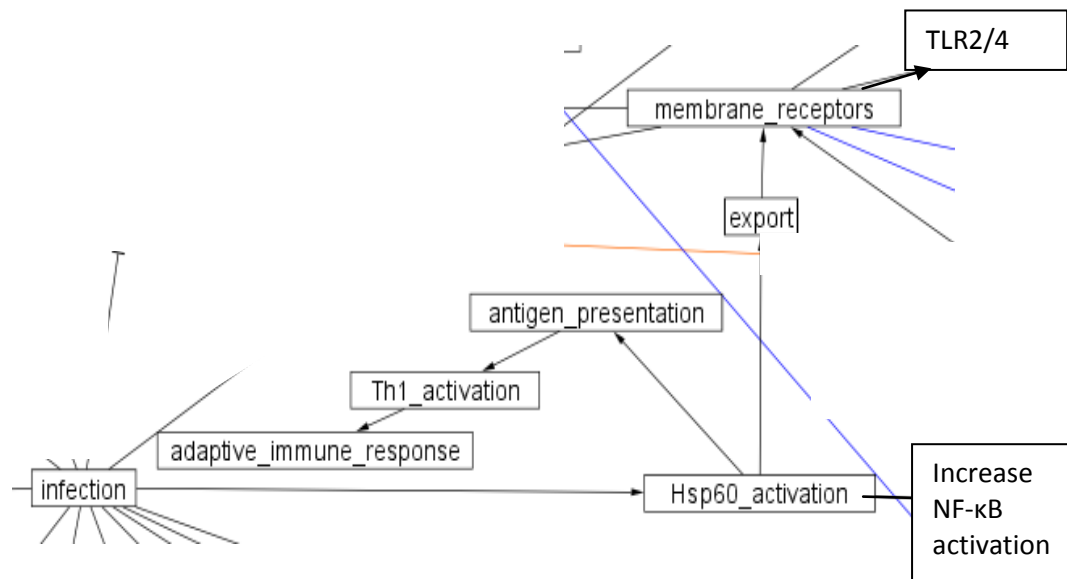 TLR2/4
membrane_receptors
export
antigen_presentation
Th1_activation
adaptive_immune_response
infection
Hsp60_activation
Increase
NF-κB
activation